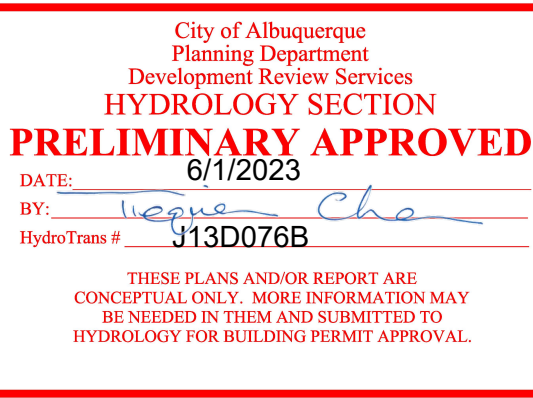 City of Albuquerque
Planning Department
Development Review Services
HYDROLOGY SECTION
PRELIMINARY APPROVED
DATE: 6/1/2023
BY:
HydroTrans # J13D076B
THESE PLANS AND/OR REPORT ARE
CONCEPTUAL ONLY. MORE INFORMATION MAY
BE NEEDED IN THEM AND SUBMITTED TO
HYDROLOGY FOR BUILDING PERMIT APPROVAL.